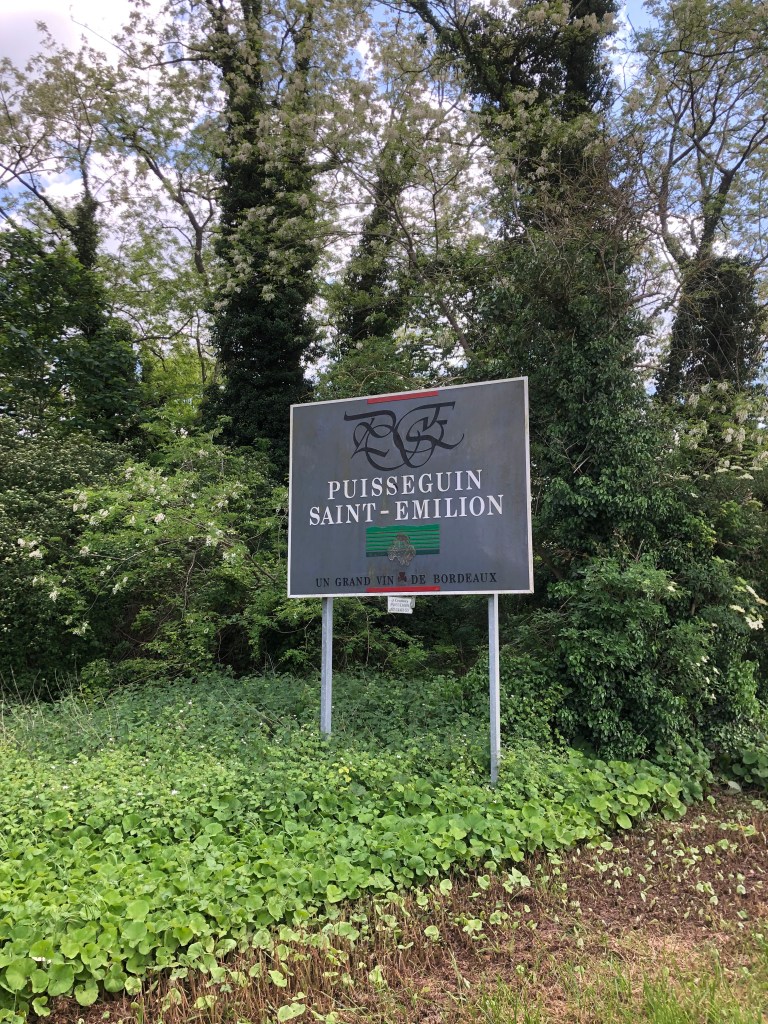 PUISSEGUIN
SAINT-EMILION
UN GRAND VIN DE BORDEAUX